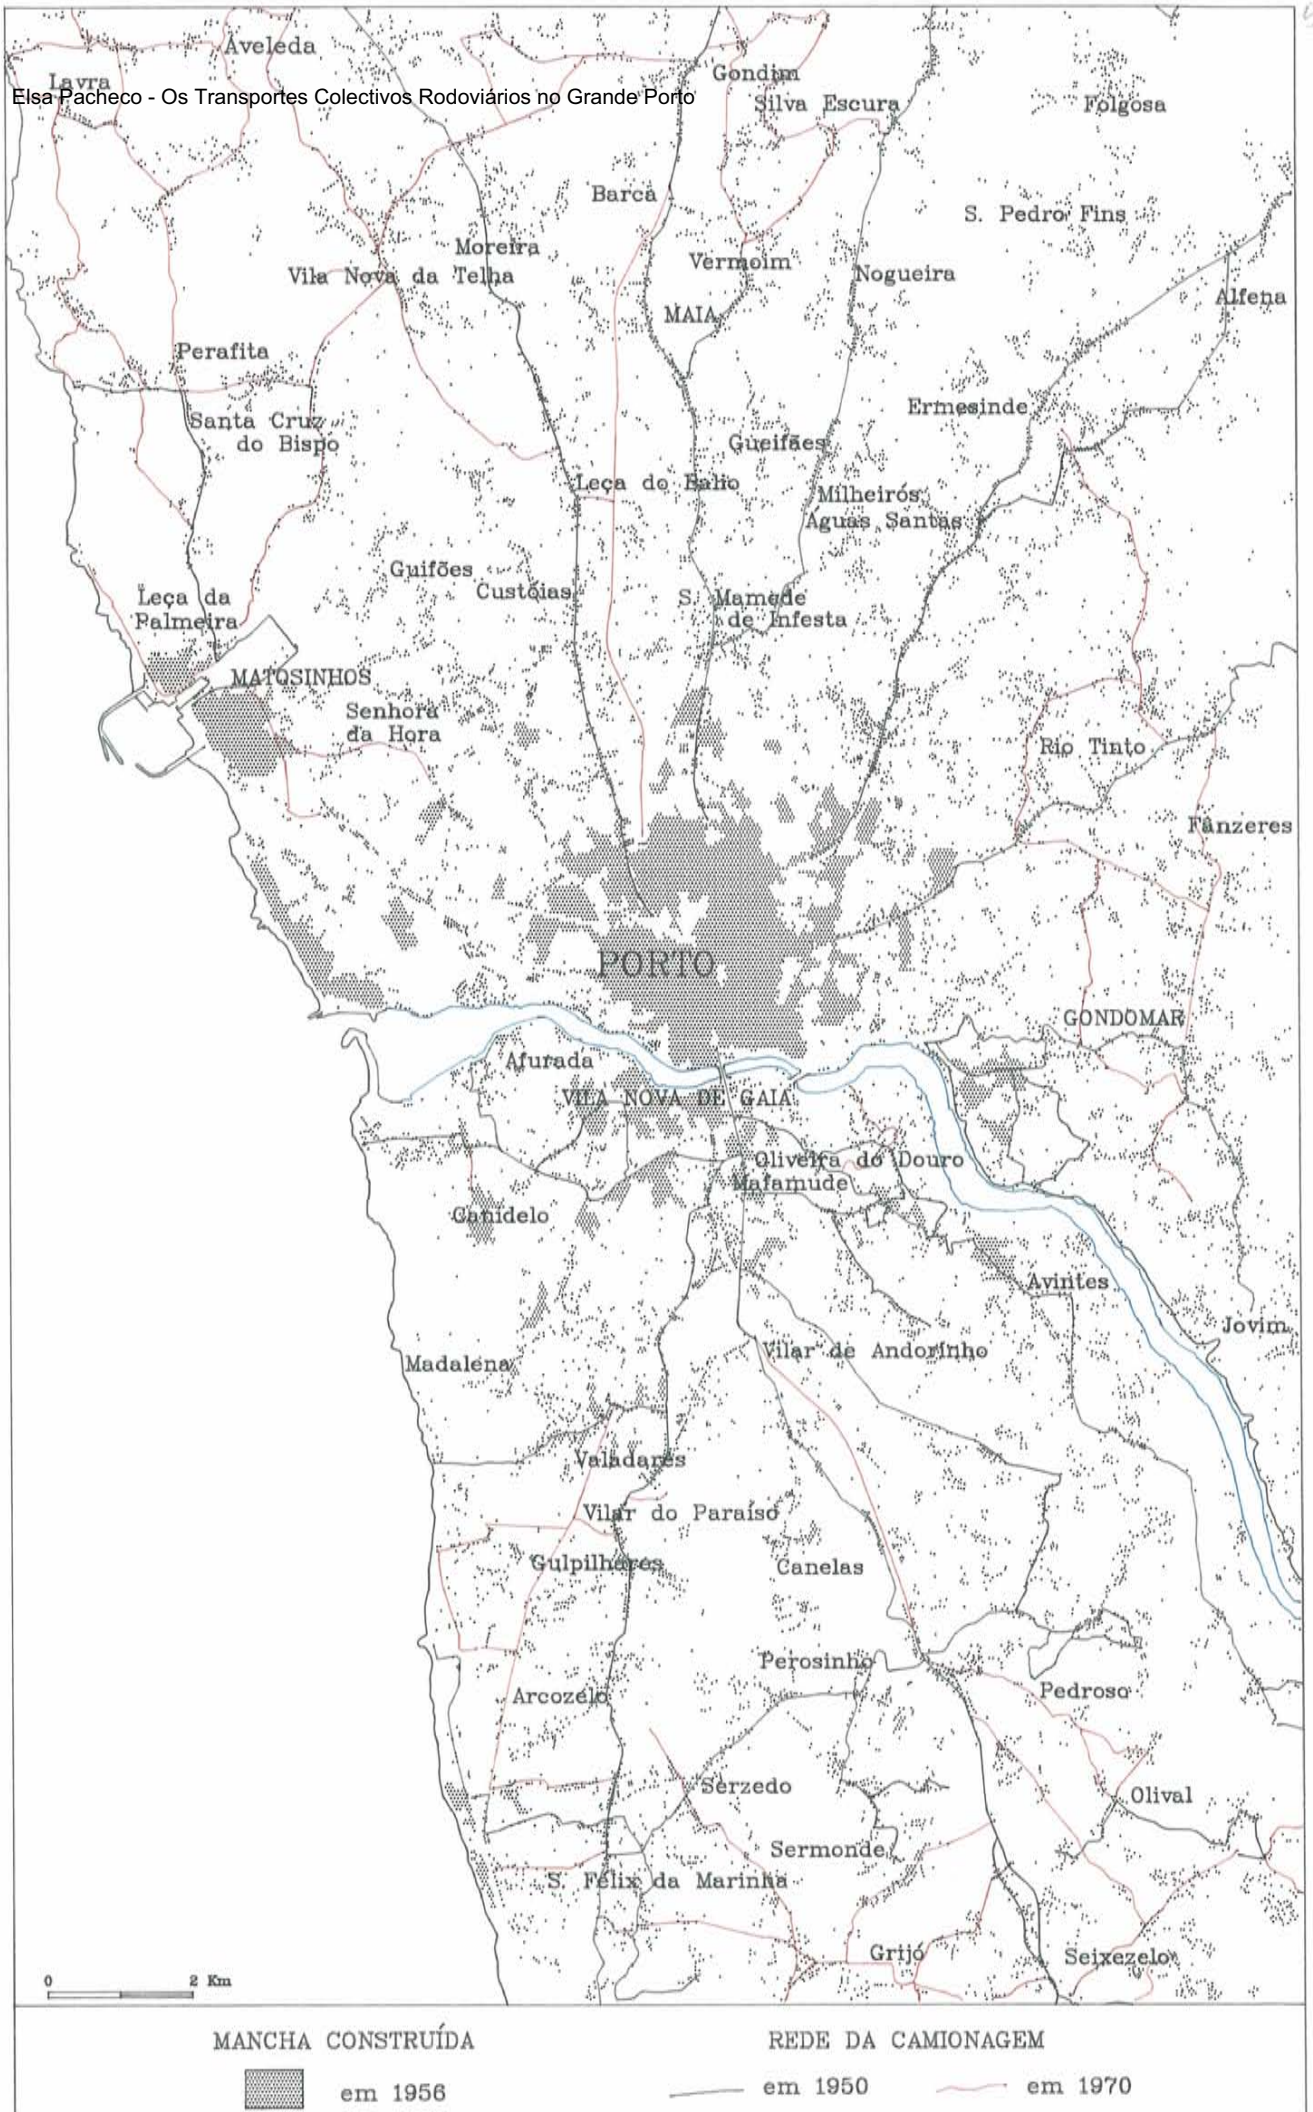 Aveleda
Lavra
Gondim
Elsa Pacheco - Os Transportes Colectivos Rodoviários no Grande Porto
Silva Escura
Folgosa
Barca
S. Pedro Fins
Moreira
Vermoim
Vila Nova da Telha
Nogueira
Alfena
MAIA
Perafita
Ermesinde
Santa Cruz
do Bispo
Gueifães
Leça do Balio
Milheirós
Águas Santas
Guifões
Custóias
Leça da
Palmeira
S. Mamede
de Infesta
MATOSINHOS
Senhora
da Hora
Rio Tinto
Fânzeres
PORTO
GONDOMAR
Afurada
VILA NOVA DE GAIA
Oliveira do Douro
Mafamude
Canidelo
Avintes
Jovim
Vilar de Andorinho
Madalena
Valadares
Vilar do Paraíso
Gulpilhares
Canelas
Perosinho
Pedroso
Arcozelo
Serzedo
Olival
Sermonde
S. Félix da Marinha
Grijó
Seixezelo
0 2 Km
MANCHA CONSTRUÍDA
REDE DA CAMIONAGEM
em 1956
em 1950
em 1970